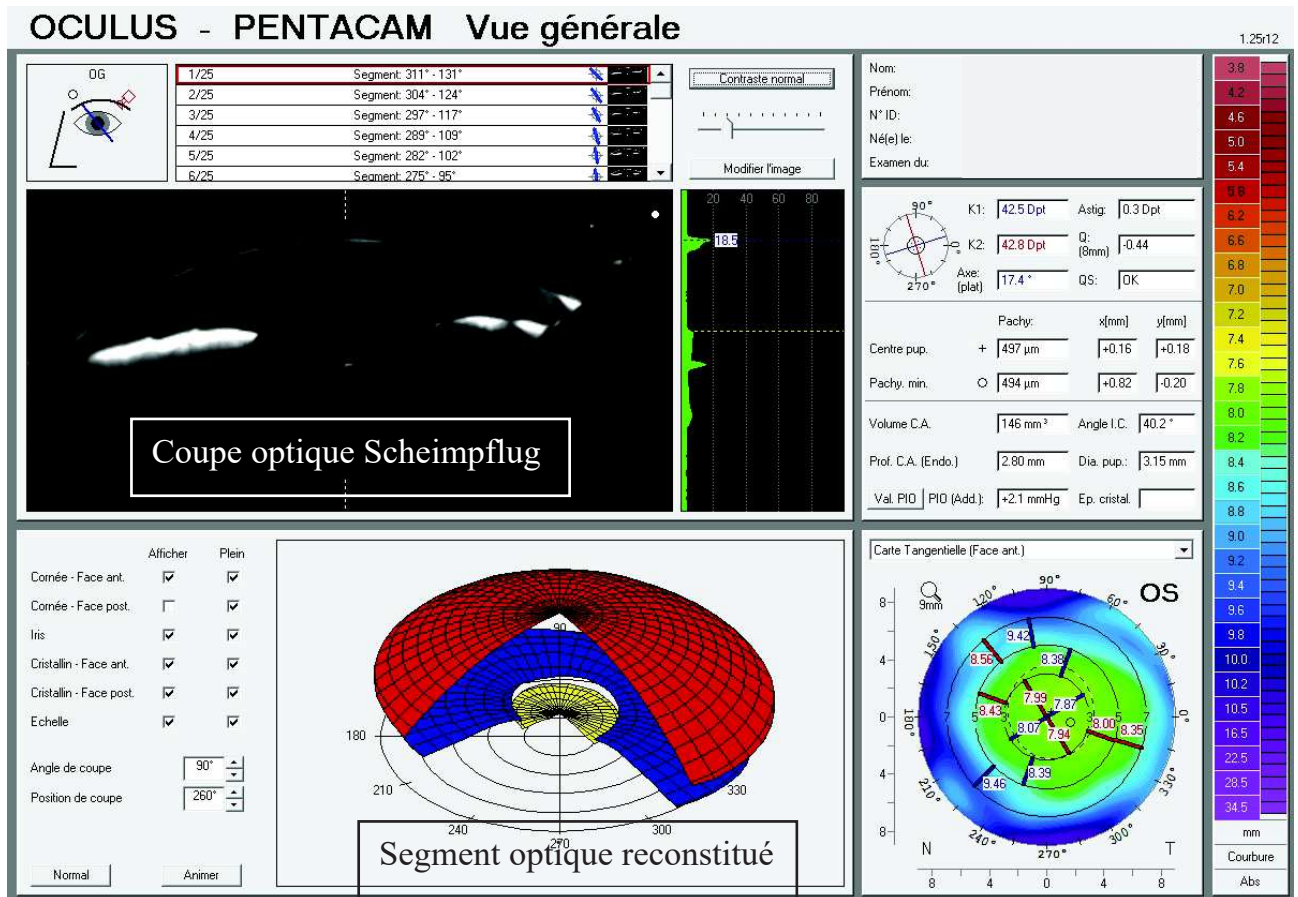 OCULUS - PENTACAM Vue générale
1.25r12
OG
1/25 Segment: 311° - 131°
2/25 Segment: 304° - 124°
3/25 Segment: 297° - 117°
4/25 Segment: 289° - 109°
5/25 Segment: 282° - 102°
6/25 Segment: 275° - 95°
Contraste normal
Modifier l'image
20 40 60 80
18.5
Coupe optique Scheimpflug
Nom:
Prénom:
N° ID:
Né(e) le:
Examen du:
90°
180°
0°
270°
K1: 42.5 Dpt Astig: 0.3 Dpt
K2: 42.8 Dpt Q: (8mm) -0.44
Axe: (plat) 17.4 ° QS: OK
Pachy: x[mm] y[mm]
Centre pup. + 497 µm +0.16 +0.18
Pachy. min. O 494 µm +0.82 -0.20
Volume C.A. 146 mm³ Angle I.C. 40.2 °
Prof. C.A. (Endo.) 2.80 mm Dia. pup.: 3.15 mm
Val. PIO PIO (Add.): +2.1 mmHg Ep. cristal.
Afficher Plein
Cornée - Face ant.
Cornée - Face post.
Iris
Cristallin - Face ant.
Cristallin - Face post.
Echelle
Angle de coupe 90°
Position de coupe 260°
Normal Animer
90
180
210
240
270
300
330
Segment optique reconstitué
Carte Tangentielle (Face ant.)
9mm
OS
90°
120° 60°
150° 30°
180° 0°
210° 330°
240° 300°
270°
8
4
0
4
8
9.42
8.56 8.38
7.99 7.87
8.43
7 5 3 3 5 7
8.07 7.94 8.00 8.35
8.39
9.46
N T
8 4 0 4 8
3.8
4.2
4.6
5.0
5.4
5.8
6.2
6.6
6.8
7.0
7.2
7.4
7.6
7.8
8.0
8.2
8.4
8.6
8.8
9.0
9.2
9.4
9.6
9.8
10.0
10.2
10.5
16.5
22.5
28.5
34.5
mm
Courbure
Abs